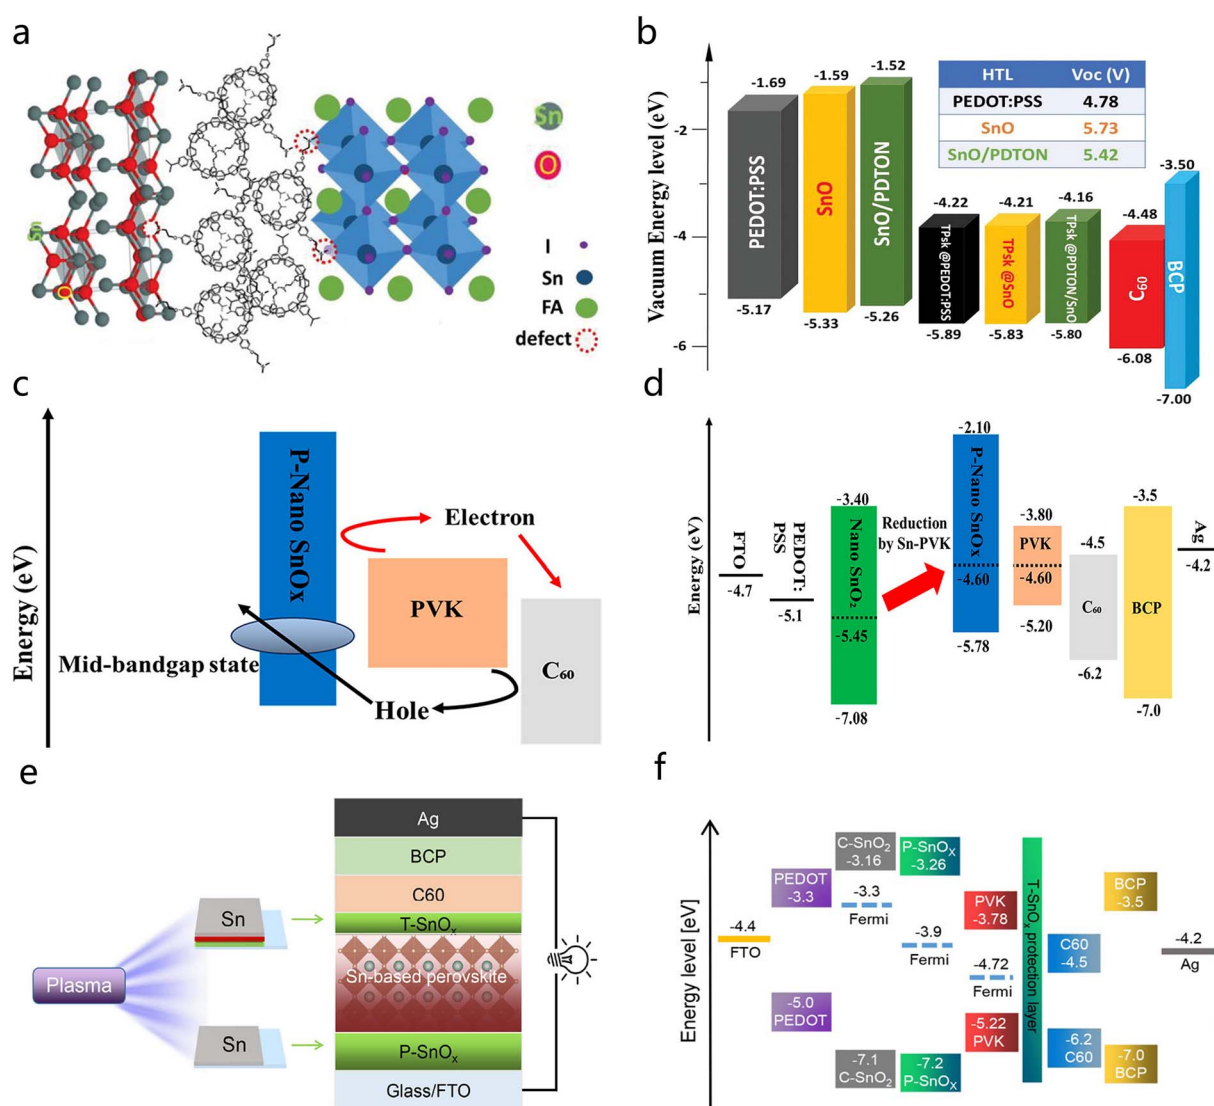 a
Sn
O
Sn
O
I
Sn
FA
defect
b
Vacuum Energy level (eV)
-2
-4
-6
-1.69
PEDOT:PSS
-5.17
-1.59
SnO
-5.33
-1.52
SnO/PDTON
-5.26
HTL Voc (V)
PEDOT:PSS 4.78
SnO 5.73
SnO/PDTON 5.42
-4.22
TPsk @PEDOT:PSS
-5.89
-4.21
TPsk @SnO
-5.83
-4.16
TPsk @PDTON/SnO
-5.80
-4.48
C₆₀
-6.08
-3.50
BCP
-7.00
c
Energy (eV)
P-Nano SnOx
Electron
PVK
C₆₀
Mid-bandgap state
Hole
d
Energy (eV)
FTO
-4.7
PEDOT:
PSS
-5.1
-3.40
Nano SnO₂
-5.45
-7.08
Reduction
by Sn-PVK
-2.10
P-Nano SnOx
-4.60
-5.78
-3.80
PVK
-4.60
-5.20
-4.5
C₆₀
-6.2
-3.5
BCP
-7.0
Ag
-4.2
e
Plasma
Sn
Sn
Ag
BCP
C60
T-SnOₓ
Sn-based perovskite
P-SnOₓ
Glass/FTO
f
Energy level [eV]
-4.4
FTO
PEDOT
-3.3
-5.0
PEDOT
C-SnO₂
-3.16
-3.3
Fermi
-7.1
C-SnO₂
P-SnOₓ
-3.26
-3.9
Fermi
-7.2
P-SnOₓ
PVK
-3.78
-4.72
Fermi
-5.22
PVK
T-SnOₓ protection layer
C60
-4.5
-6.2
C60
BCP
-3.5
-7.0
BCP
-4.2
Ag